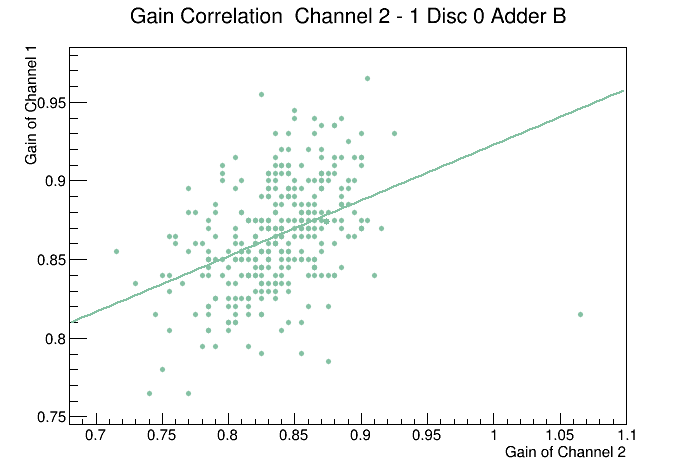 Gain Correlation  Channel 2 - 1 Disc 0 Adder B
Gain of Channel 1
0.95
0.9
0.85
0.8
0.75
0.7 0.75 0.8 0.85 0.9 0.95 1 1.05 1.1
Gain of Channel 2